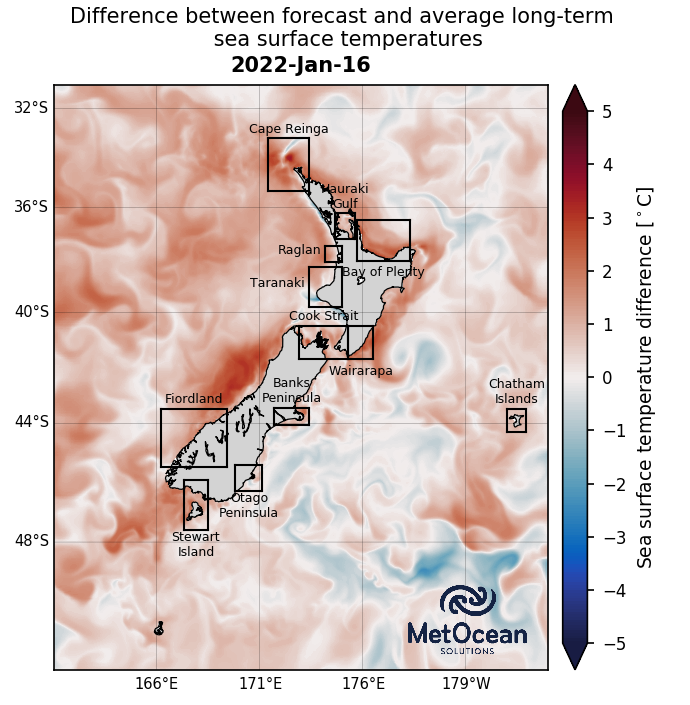 Difference between forecast and average long-term
sea surface temperatures
2022-Jan-16
32°S
36°S
40°S
44°S
48°S
166°E
171°E
176°E
179°W
Cape Reinga
Hauraki
Gulf
Raglan
Bay of Plenty
Taranaki
Cook Strait
Wairarapa
Banks
Peninsula
Fiordland
Chatham
Islands
Otago
Peninsula
Stewart
Island
MetOcean
SOLUTIONS
5
4
3
2
1
0
−1
−2
−3
−4
−5
Sea surface temperature difference [°C]